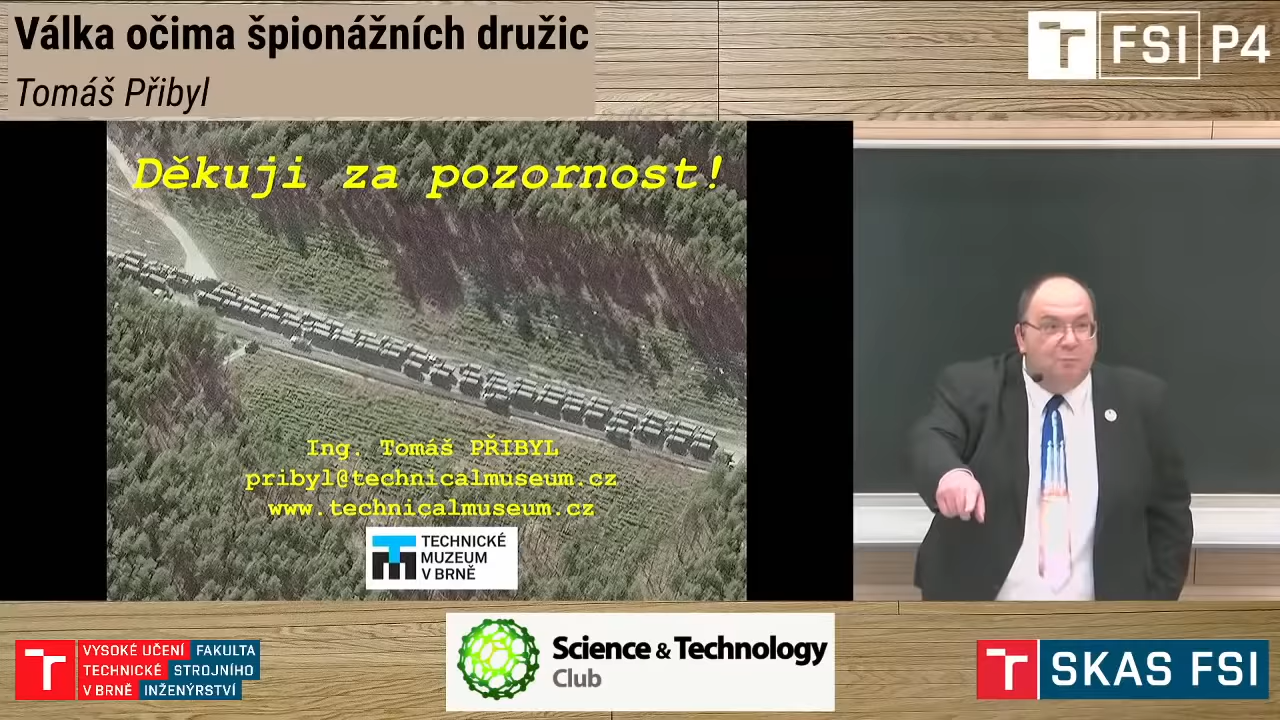 Válka očima špionážních družic
Tomáš Přibyl
FSI P4
Děkuji za pozornost!
Ing. Tomáš PŘIBYL
pribyl@technicalmuseum.cz
www.technicalmuseum.cz
TECHNICKÉ
MUZEUM
V BRNĚ
VYSOKÉ UČENÍ FAKULTA
TECHNICKÉ STROJNÍHO
V BRNĚ INŽENÝRSTVÍ
Science & Technology
Club
SKAS FSI